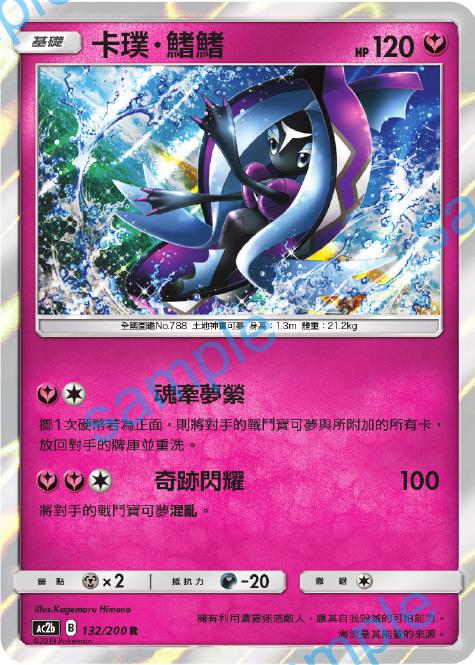 基礎 卡璞・鰭鰭 HP 120
全國圖鑑No.788 土地神寶可夢 身高：1.3m 體重：21.2kg
魂牽夢縈
擲1次硬幣若為正面，則將對手的戰鬥寶可夢與所附加的所有卡，
放回對手的牌庫並重洗。
奇跡閃耀 100
將對手的戰鬥寶可夢混亂。
弱點 ×2 抵抗力 -20 撤退
Illus.Kagemaru Himeno
AC2b B 132/200 R
©2019 Pokémon
擁有利用濃霧迷惑敵人，讓其自我毀滅的可怕能力。
海流是其能量的來源。
sample
sample
sample
sample